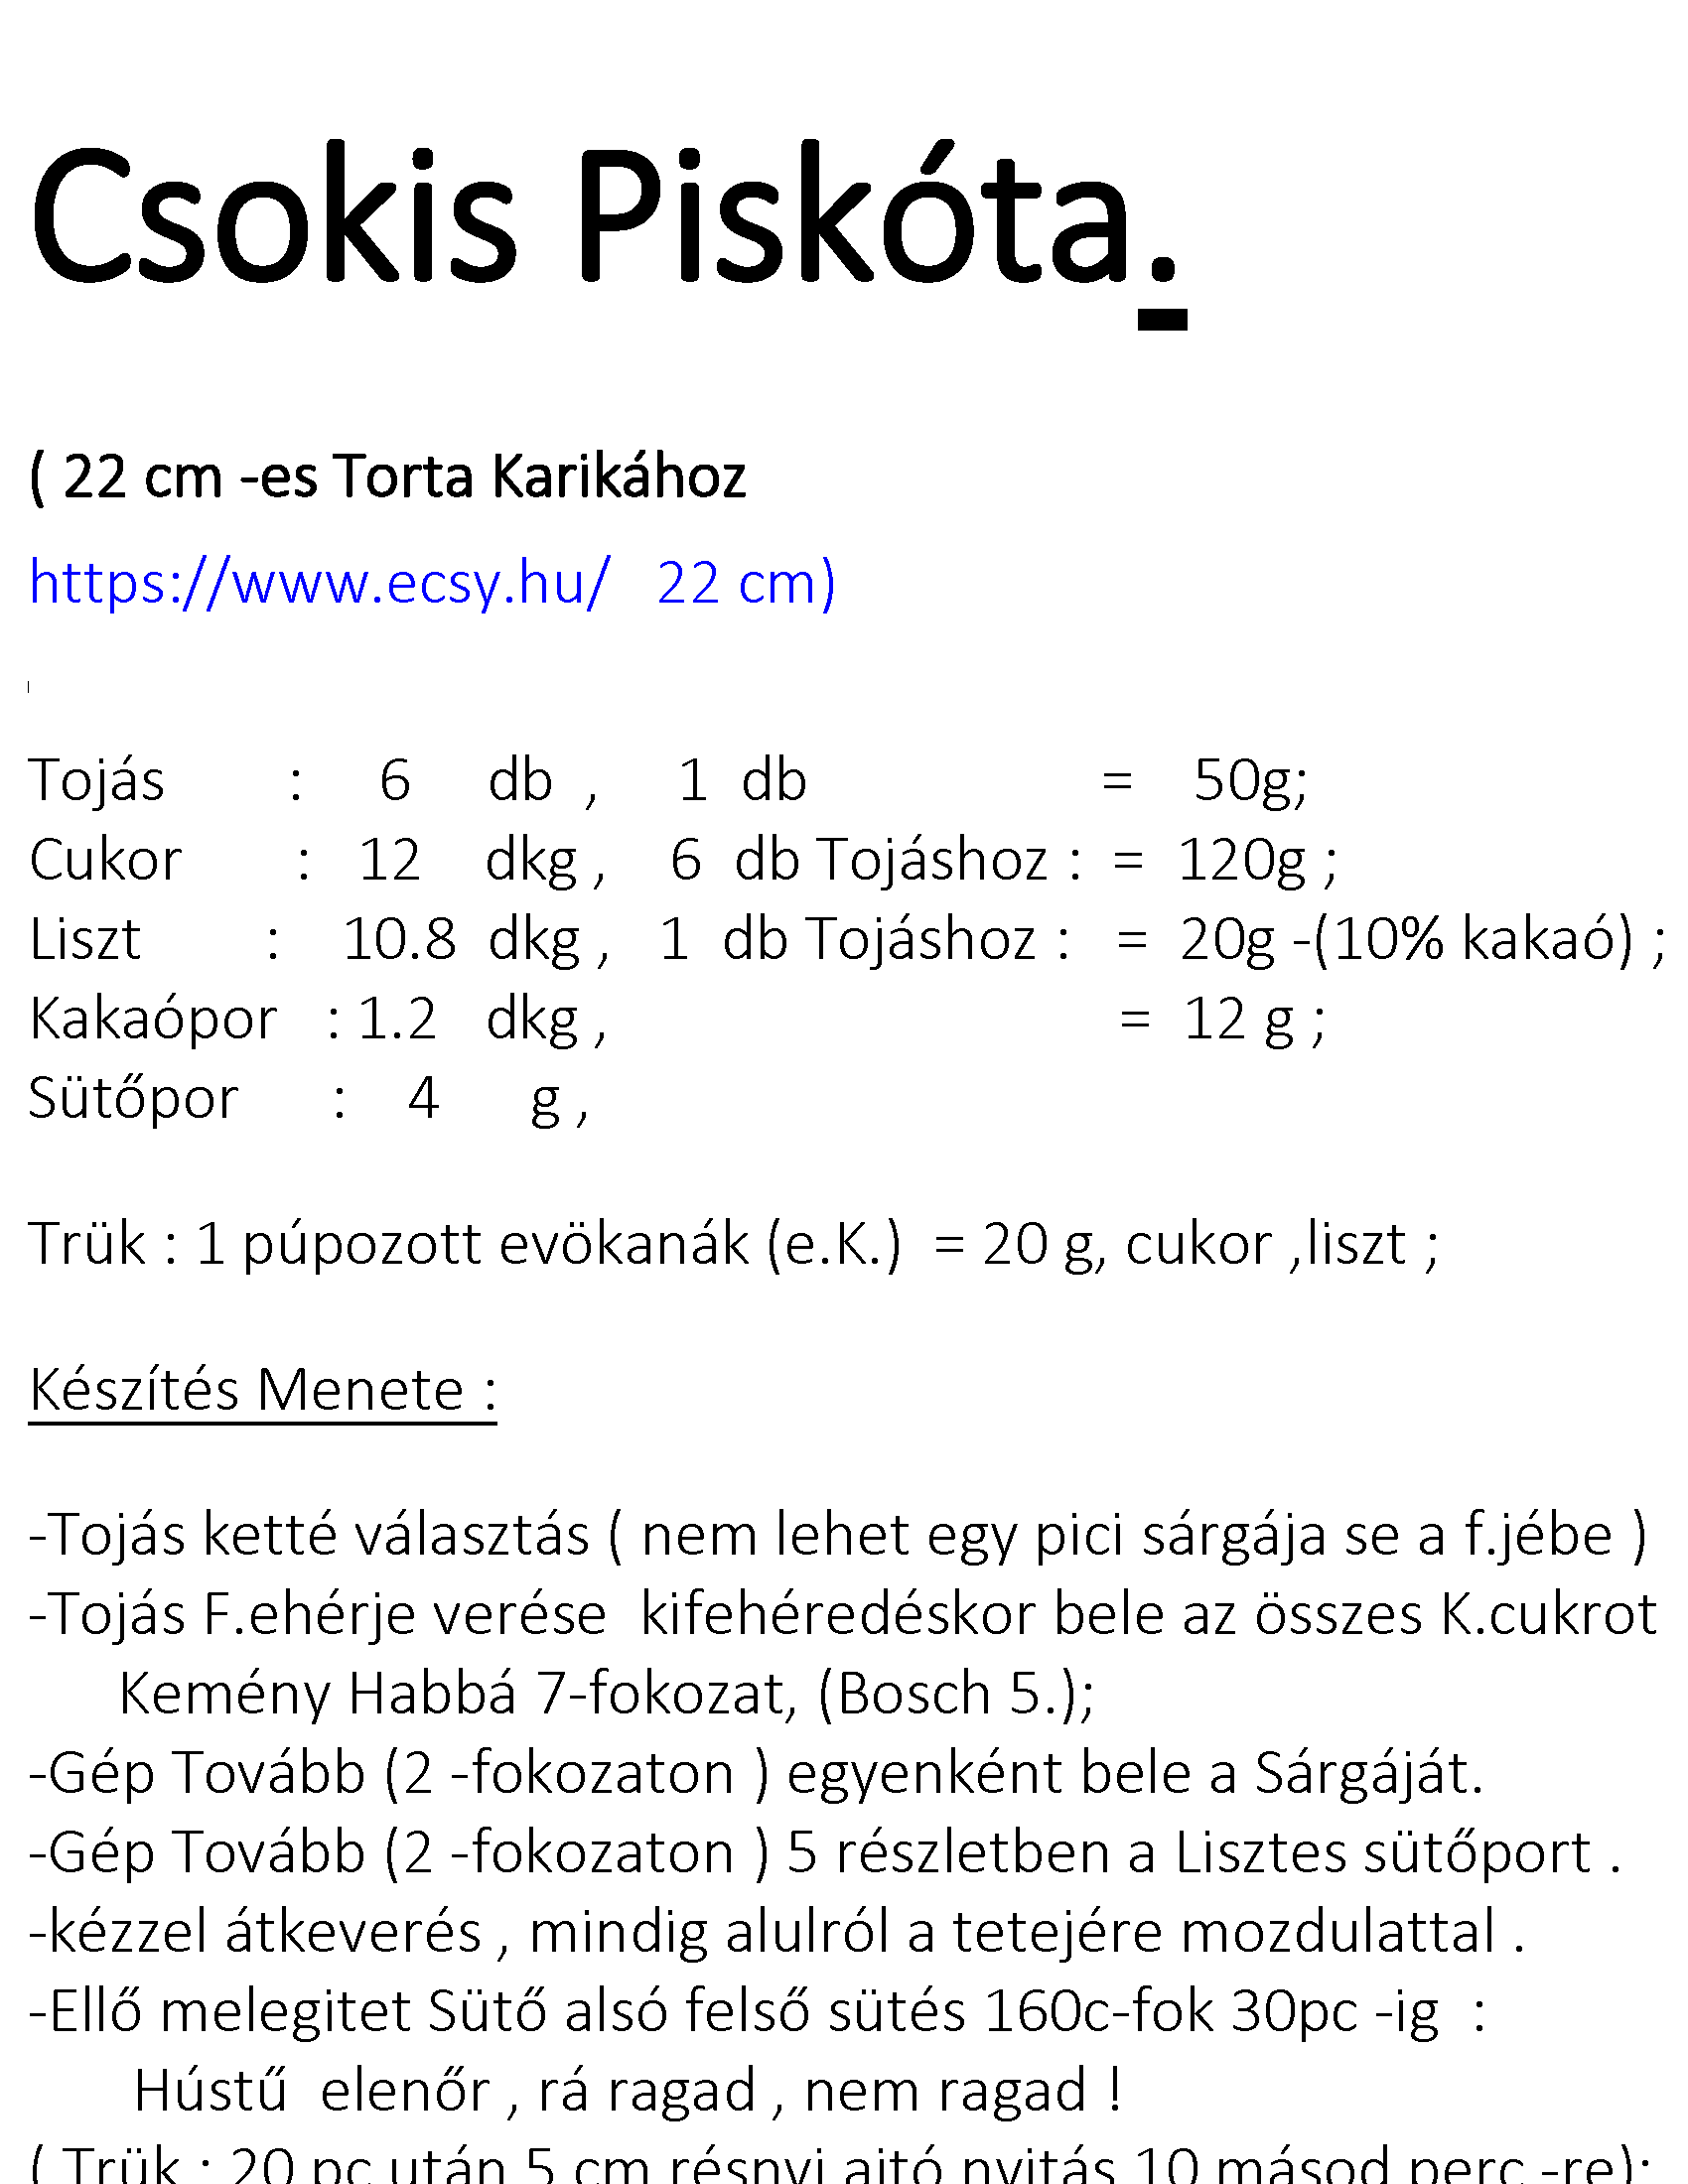 Csokis Piskóta.
( 22 cm -es Torta Karikához
https://www.ecsy.hu/ 22 cm)
Tojás : 6 db , 1 db = 50g;
Cukor : 12 dkg , 6 db Tojáshoz : = 120g ;
Liszt : 10.8 dkg , 1 db Tojáshoz : = 20g -(10% kakaó) ;
Kakaópor : 1.2 dkg , = 12 g ;
Sütőpor : 4 g ,
Trük : 1 púpozott evökanák (e.K.) = 20 g, cukor ,liszt ;
Készítés Menete :
-Tojás ketté választás ( nem lehet egy pici sárgája se a f.jébe )
-Tojás F.ehérje verése kifehéredéskor bele az összes K.cukrot
Kemény Habbá 7-fokozat, (Bosch 5.);
-Gép Tovább (2 -fokozaton ) egyenként bele a Sárgáját.
-Gép Tovább (2 -fokozaton ) 5 részletben a Lisztes sütőport .
-kézzel átkeverés , mindig alulról a tetejére mozdulattal .
-Ellő melegitet Sütő alsó felső sütés 160c-fok 30pc -ig :
Hústű elenőr , rá ragad , nem ragad !
( Trük : 20 pc után 5 cm résnyi ajtó nyitás 10 másod perc -re);